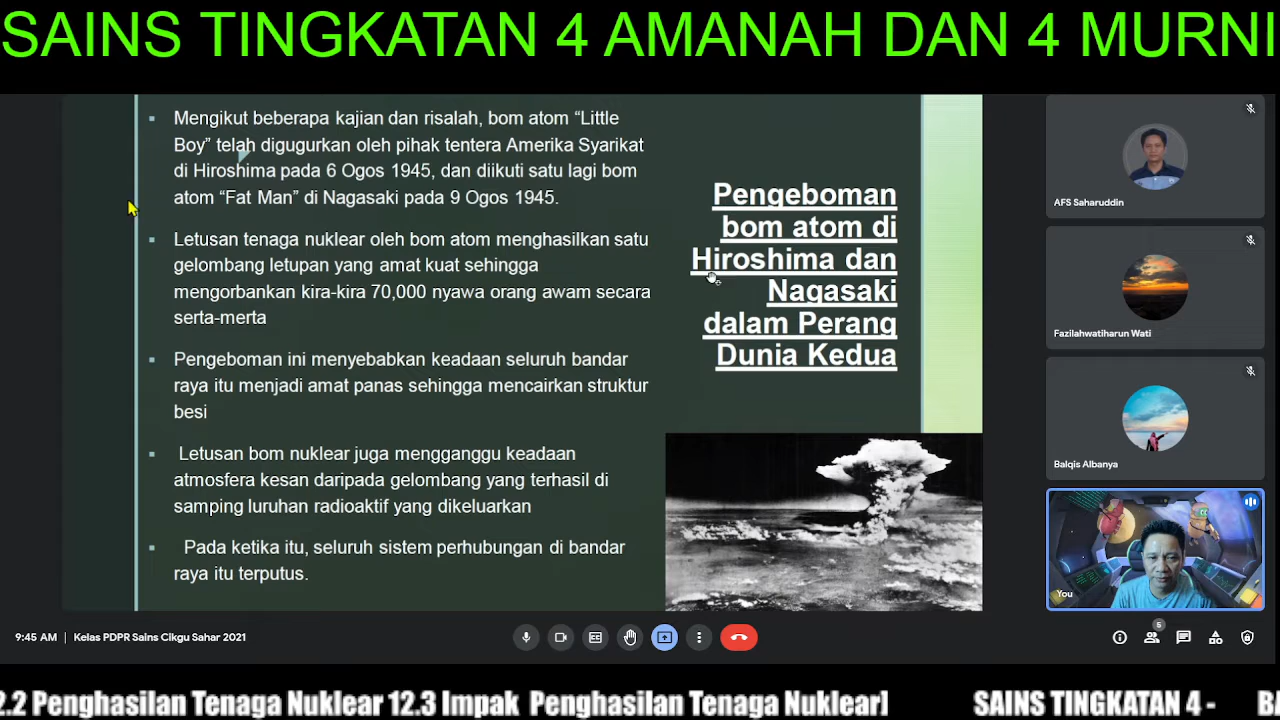 SAINS TINGKATAN 4 AMANAH DAN 4 MURNI
Mengikut beberapa kajian dan risalah, bom atom “Little
Boy” telah digugurkan oleh pihak tentera Amerika Syarikat
di Hiroshima pada 6 Ogos 1945, dan diikuti satu lagi bom
atom “Fat Man” di Nagasaki pada 9 Ogos 1945.
Letusan tenaga nuklear oleh bom atom menghasilkan satu
gelombang letupan yang amat kuat sehingga
mengorbankan kira-kira 70,000 nyawa orang awam secara
serta-merta
Pengeboman ini menyebabkan keadaan seluruh bandar
raya itu menjadi amat panas sehingga mencairkan struktur
besi
Letusan bom nuklear juga mengganggu keadaan
atmosfera kesan daripada gelombang yang terhasil di
samping luruhan radioaktif yang dikeluarkan
Pada ketika itu, seluruh sistem perhubungan di bandar
raya itu terputus.
Pengeboman
bom atom di
Hiroshima dan
Nagasaki
dalam Perang
Dunia Kedua
AFS Saharuddin
Fazilahwatiharun Wati
Balqis Albanya
You
9:45 AM | Kelas PDPR Sains Cikgu Sahar 2021
5
2.2 Penghasilan Tenaga Nuklear 12.3 Impak Penghasilan Tenaga Nuklear] SAINS TINGKATAN 4 - BA